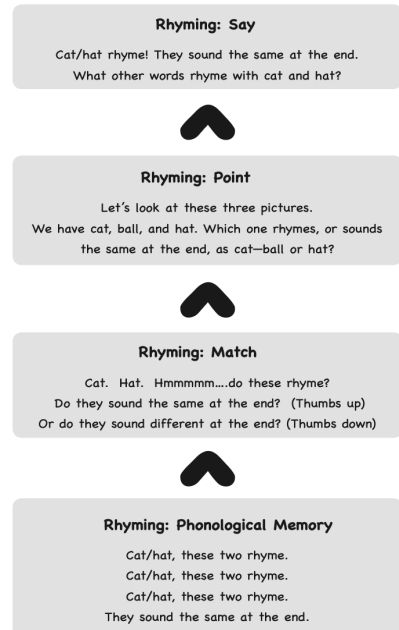 Rhyming: Say
Cat/hat rhyme! They sound the same at the end.
What other words rhyme with cat and hat?
Rhyming: Point
Let's look at these three pictures.
We have cat, ball, and hat. Which one rhymes, or sounds
the same at the end, as cat—ball or hat?
Rhyming: Match
Cat. Hat. Hmmmmm....do these rhyme?
Do they sound the same at the end? (Thumbs up)
Or do they sound different at the end? (Thumbs down)
Rhyming: Phonological Memory
Cat/hat, these two rhyme.
Cat/hat, these two rhyme.
Cat/hat, these two rhyme.
They sound the same at the end.